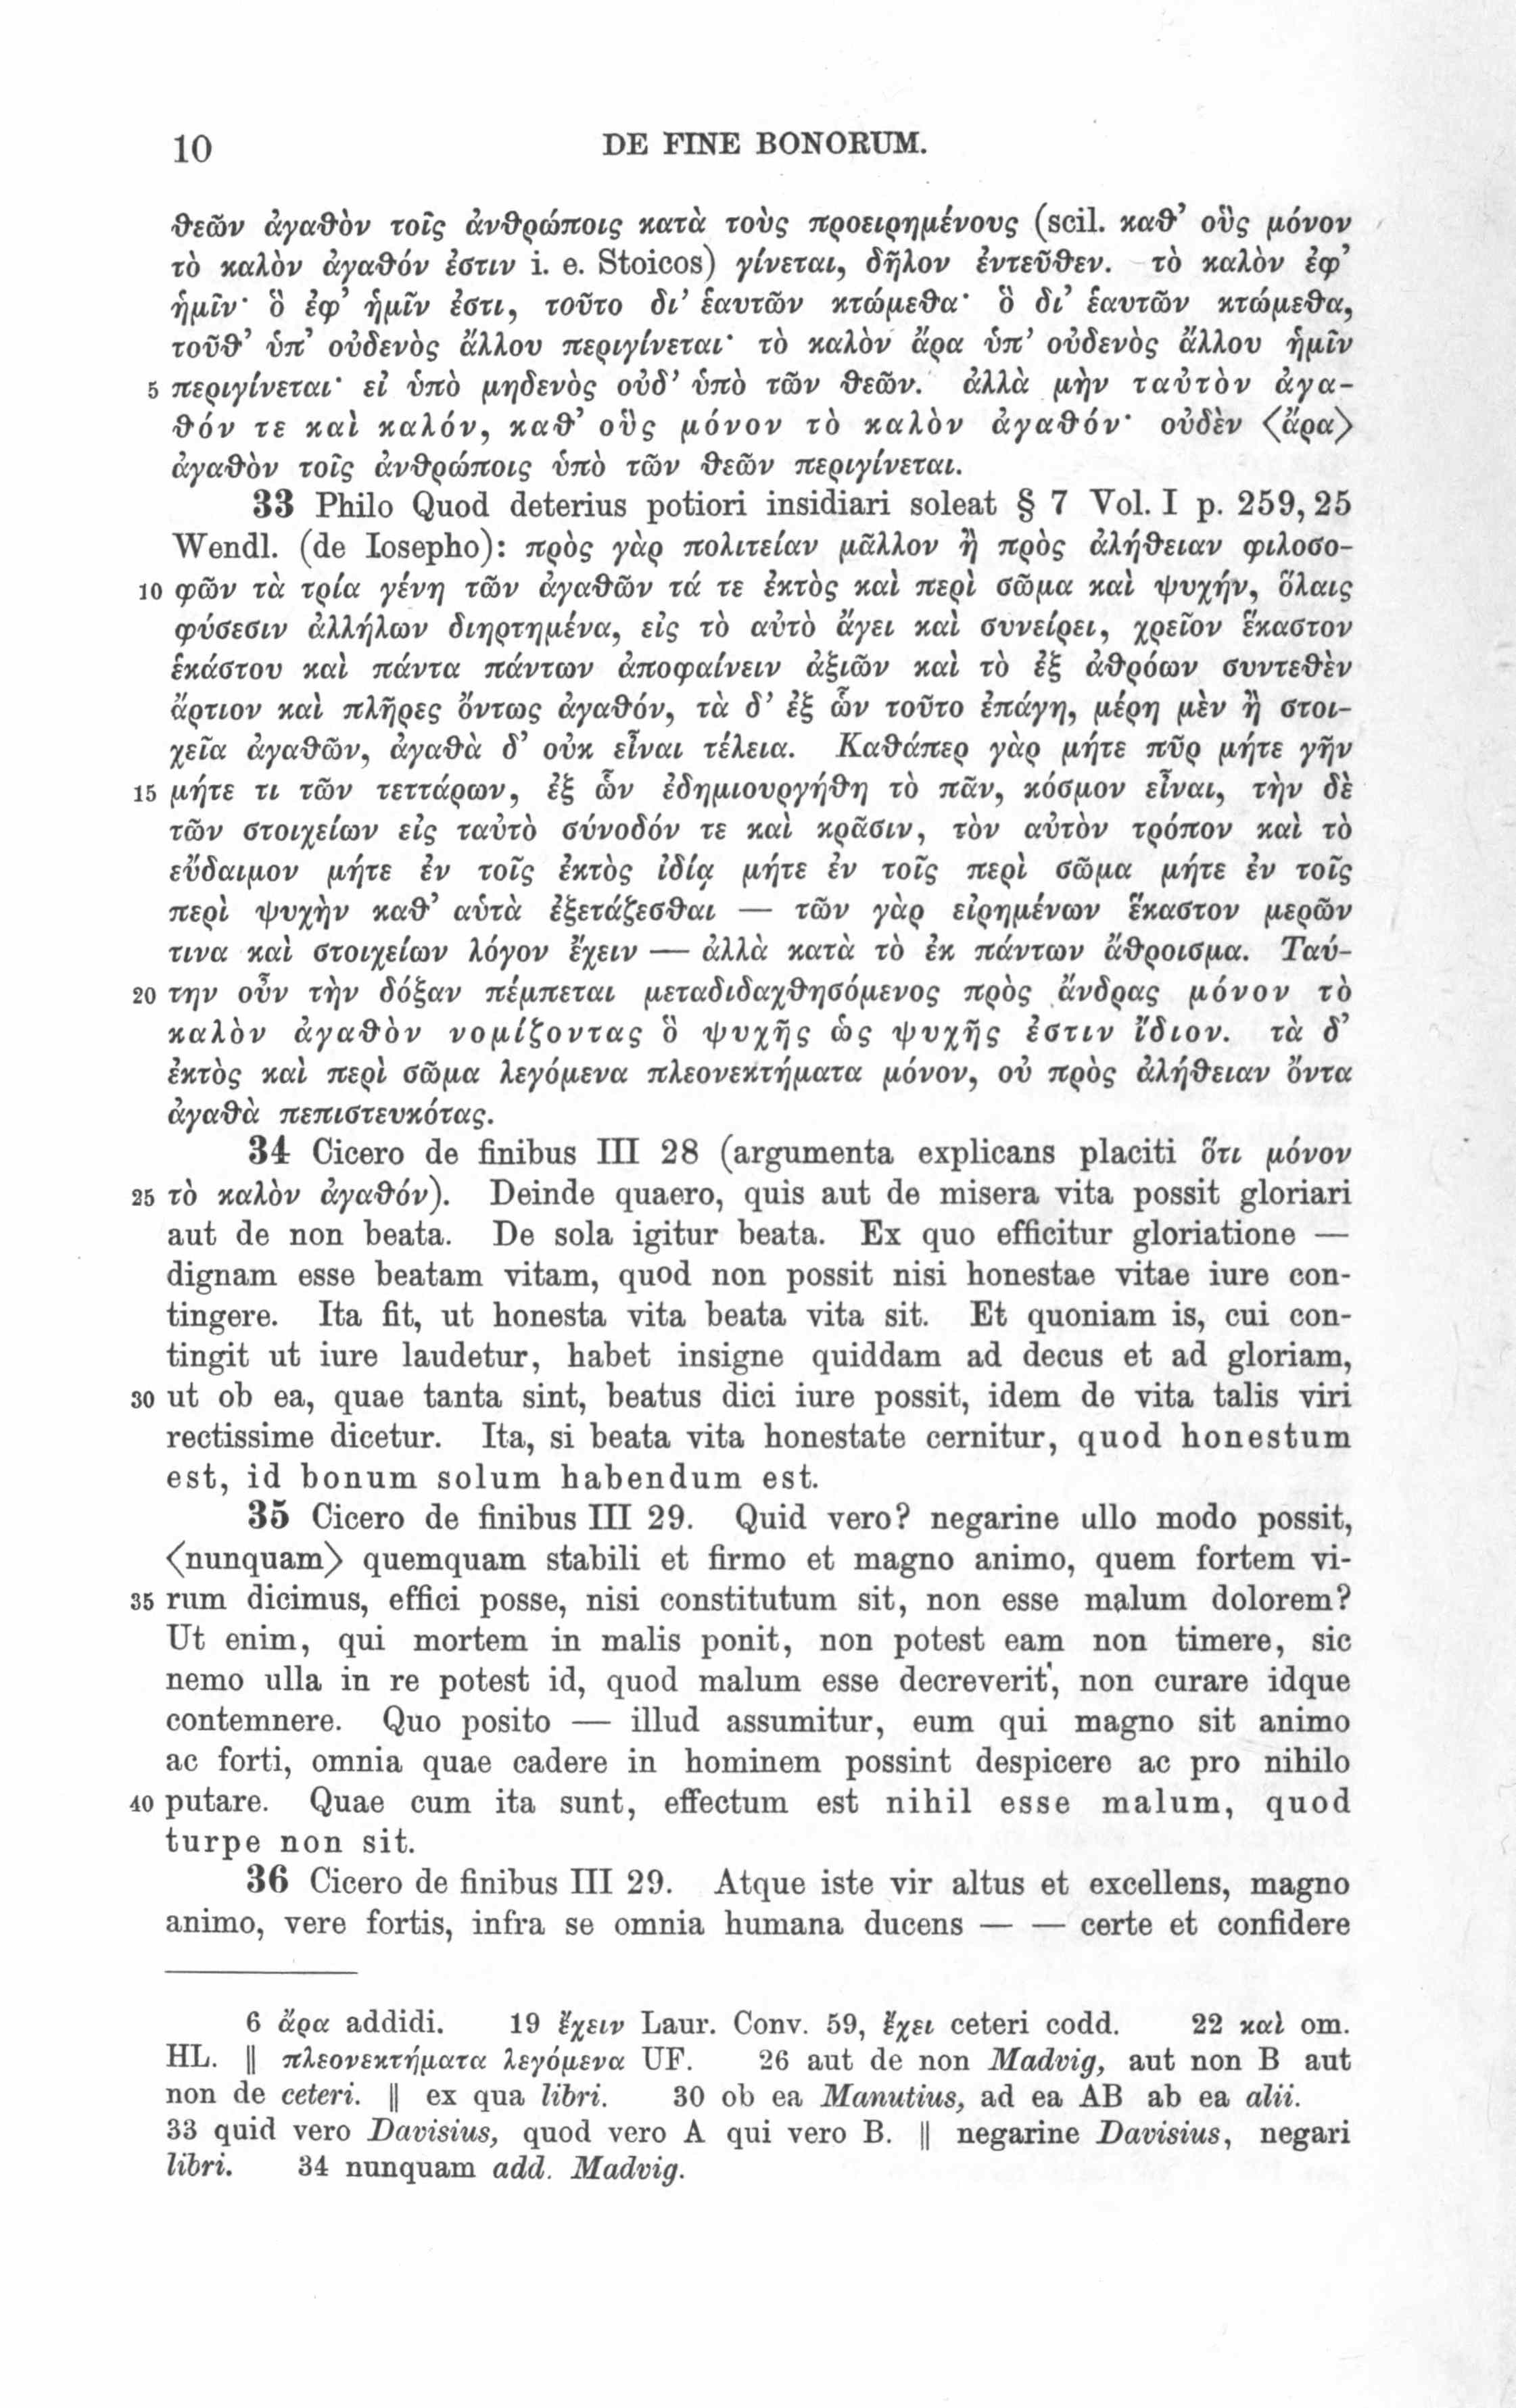 10 DE FINE BONORUM.
θεῶν ἀγαθὸν τοῖς ἀνθρώποις κατὰ τοὺς προειρημένους (scil. καθ’ οὓς μόνον
τὸ καλὸν ἀγαθόν ἐστιν i. e. Stoicos) γίνεται, δῆλον ἐντεῦθεν. τὸ καλὸν ἐφ’
ἡμῖν· ὃ ἐφ’ ἡμῖν ἐστι, τοῦτο δι’ ἑαυτῶν κτώμεθα· ὃ δι’ ἑαυτῶν κτώμεθα,
τοῦθ’ ὑπ’ οὐδενὸς ἄλλου περιγίνεται· τὸ καλὸν ἄρα ὑπ’ οὐδενὸς ἄλλου ἡμῖν
5 περιγίνεται· εἰ ὑπὸ μηδενὸς οὐδ’ ὑπὸ τῶν θεῶν. ἀλλὰ μὴν ταὐτὸν ἀγα-
θόν τε καὶ καλόν, καθ’ οὓς μόνον τὸ καλὸν ἀγαθόν· οὐδὲν ⟨ἄρα⟩
ἀγαθὸν τοῖς ἀνθρώποις ὑπὸ τῶν θεῶν περιγίνεται.
33 Philo Quod deterius potiori insidiari soleat § 7 Vol. I p. 259, 25
Wendl. (de Iosepho): πρὸς γὰρ πολιτείαν μᾶλλον ἢ πρὸς ἀλήθειαν φιλοσο-
10 φῶν τὰ τρία γένη τῶν ἀγαθῶν τά τε ἐκτὸς καὶ περὶ σῶμα καὶ ψυχήν, ὅλαις
φύσεσιν ἀλλήλων διηρτημένα, εἰς τὸ αὐτὸ ἄγει καὶ συνείρει, χρεῖον ἕκαστον
ἑκάστου καὶ πάντα πάντων ἀποφαίνειν ἀξιῶν καὶ τὸ ἐξ ἀθρόων συντεθὲν
ἄρτιον καὶ πλῆρες ὄντως ἀγαθόν, τὰ δ’ ἐξ ὧν τοῦτο ἐπάγη, μέρη μὲν ἢ στοι-
χεῖα ἀγαθῶν, ἀγαθὰ δ’ οὐκ εἶναι τέλεια. Καθάπερ γὰρ μήτε πῦρ μήτε γῆν
15 μήτε τι τῶν τεττάρων, ἐξ ὧν ἐδημιουργήθη τὸ πᾶν, κόσμον εἶναι, τὴν δὲ
τῶν στοιχείων εἰς ταὐτὸ σύνοδόν τε καὶ κρᾶσιν, τὸν αὐτὸν τρόπον καὶ τὸ
εὔδαιμον μήτε ἐν τοῖς ἐκτὸς ἰδίᾳ μήτε ἐν τοῖς περὶ σῶμα μήτε ἐν τοῖς
περὶ ψυχὴν καθ’ αὑτὰ ἐξετάζεσθαι — τῶν γὰρ εἰρημένων ἕκαστον μερῶν
τινα καὶ στοιχείων λόγον ἔχειν — ἀλλὰ κατὰ τὸ ἐκ πάντων ἄθροισμα. Ταύ-
20 την οὖν τὴν δόξαν πέμπεται μεταδιδαχθησόμενος πρὸς ἄνδρας μόνον τὸ
καλὸν ἀγαθὸν νομίζοντας ὃ ψυχῆς ὡς ψυχῆς ἐστιν ἴδιον. τὰ δ’
ἐκτὸς καὶ περὶ σῶμα λεγόμενα πλεονεκτήματα μόνον, οὐ πρὸς ἀλήθειαν ὄντα
ἀγαθὰ πεπιστευκότας.
34 Cicero de finibus III 28 (argumenta explicans placiti ὅτι μόνον
25 τὸ καλὸν ἀγαθόν). Deinde quaero, quis aut de misera vita possit gloriari
aut de non beata. De sola igitur beata. Ex quo efficitur gloriatione —
dignam esse beatam vitam, quod non possit nisi honestae vitae iure con-
tingere. Ita fit, ut honesta vita beata vita sit. Et quoniam is, cui con-
tingit ut iure laudetur, habet insigne quiddam ad decus et ad gloriam,
30 ut ob ea, quae tanta sint, beatus dici iure possit, idem de vita talis viri
rectissime dicetur. Ita, si beata vita honestate cernitur, quod honestum
est, id bonum solum habendum est.
35 Cicero de finibus III 29. Quid vero? negarine ullo modo possit,
⟨nunquam⟩ quemquam stabili et firmo et magno animo, quem fortem vi-
35 rum dicimus, effici posse, nisi constitutum sit, non esse malum dolorem?
Ut enim, qui mortem in malis ponit, non potest eam non timere, sic
nemo ulla in re potest id, quod malum esse decreverit, non curare idque
contemnere. Quo posito — illud assumitur, eum qui magno sit animo
ac forti, omnia quae cadere in hominem possint despicere ac pro nihilo
40 putare. Quae cum ita sunt, effectum est nihil esse malum, quod
turpe non sit.
36 Cicero de finibus III 29. Atque iste vir altus et excellens, magno
animo, vere fortis, infra se omnia humana ducens — — certe et confidere
6 ἄρα addidi. 19 ἔχειν Laur. Conv. 59, ἔχει ceteri codd. 22 καὶ om.
HL. || πλεονεκτήματα λεγόμενα UF. 26 aut de non Madvig, aut non B aut
non de ceteri. || ex qua libri. 30 ob ea Manutius, ad ea AB ab ea alii.
33 quid vero Davisius, quod vero A qui vero B. || negarine Davisius, negari
libri. 34 nunquam add. Madvig.